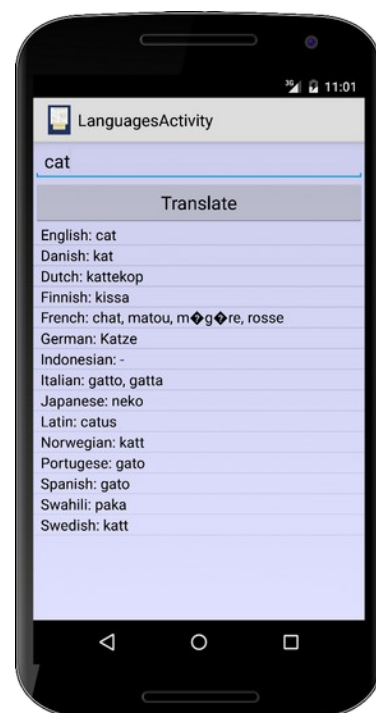 3G 11:01
LanguagesActivity
cat
Translate
English: cat
Danish: kat
Dutch: kattekop
Finnish: kissa
French: chat, matou, m�g�re, rosse
German: Katze
Indonesian: -
Italian: gatto, gatta
Japanese: neko
Latin: catus
Norwegian: katt
Portugese: gato
Spanish: gato
Swahili: paka
Swedish: katt